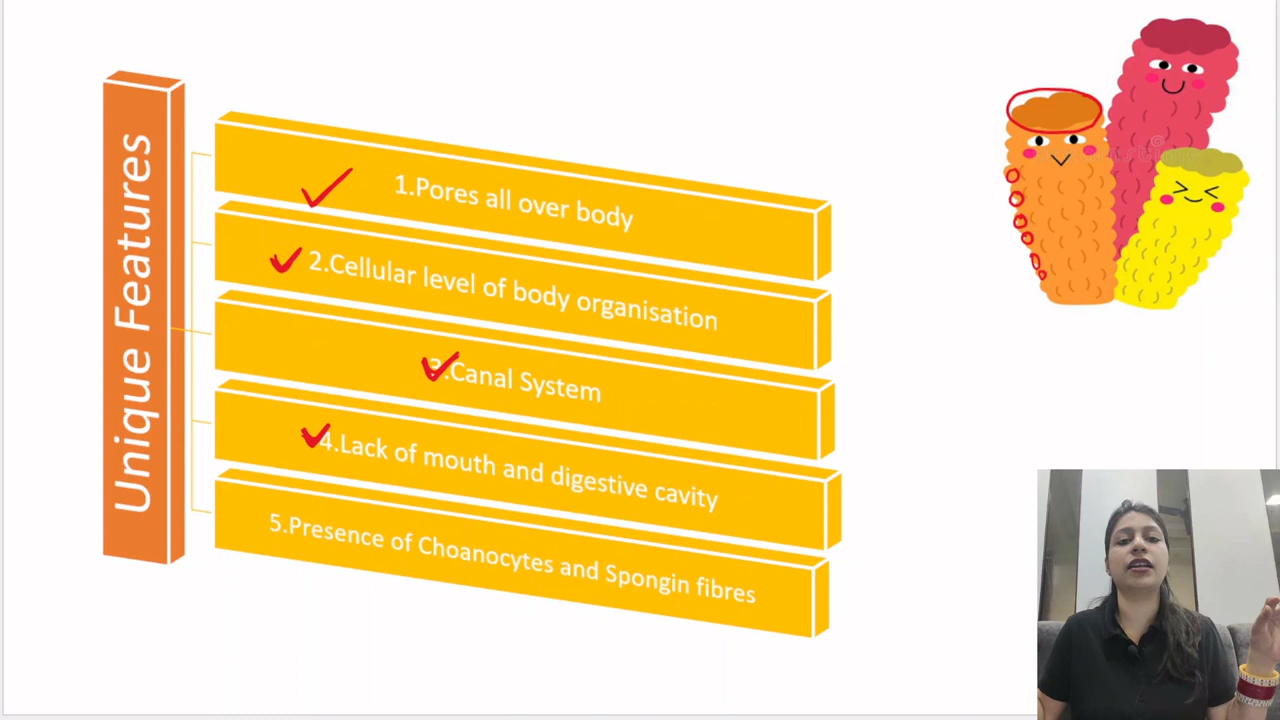 Unique Features
1.Pores all over body
2.Cellular level of body organisation
3.Canal System
4.Lack of mouth and digestive cavity
5.Presence of Choanocytes and Spongin fibres